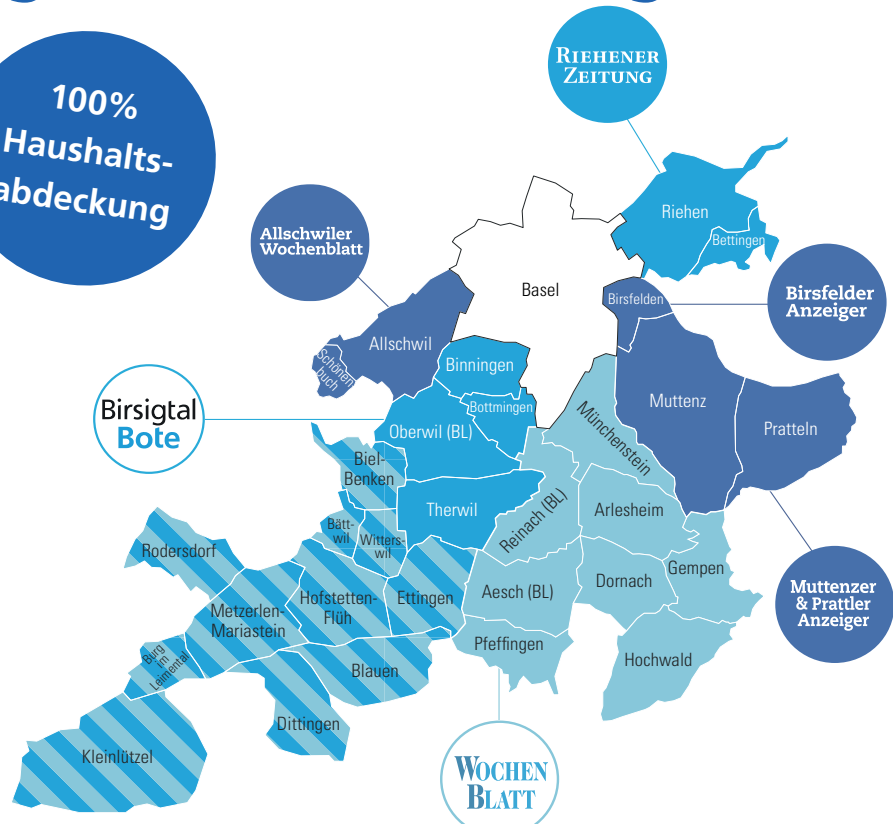 RIEHENER
ZEITUNG
100%
Haushalts-
abdeckung
Riehen
Bettingen
Allschwiler
Wochenblatt
Basel
Birsfelden
Birsfelder
Anzeiger
Allschwil
Schönen
buch
Binningen
Birsigtal
Bote
Bottmingen
Muttenz
Oberwil (BL)
Münchenstein
Pratteln
Biel-
Benken
Therwil
Reinach (BL)
Arlesheim
Bätt-
wil
Witters-
wil
Rodersdorf
Gempen
Hofstetten-
Flüh
Ettingen
Aesch (BL)
Dornach
Muttenzer
& Prattler
Anzeiger
Metzerlen-
Mariastein
Pfeffingen
Burg
im
Leimental
Blauen
Hochwald
Dittingen
Kleinlützel
WOCHEN
BLATT